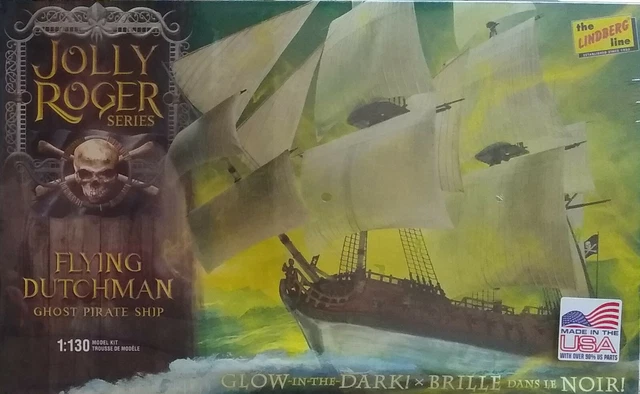 JOLLY
ROGER
SERIES
FLYING
DUTCHMAN
GHOST PIRATE SHIP
1:130 MODEL KIT
TROUSSE DE MODÈLE
the
LINDBERG
line
MADE IN THE
USA
WITH OVER 90% US PARTS
GLOW-IN-THE-DARK! × BRILLE DANS LE NOIR!